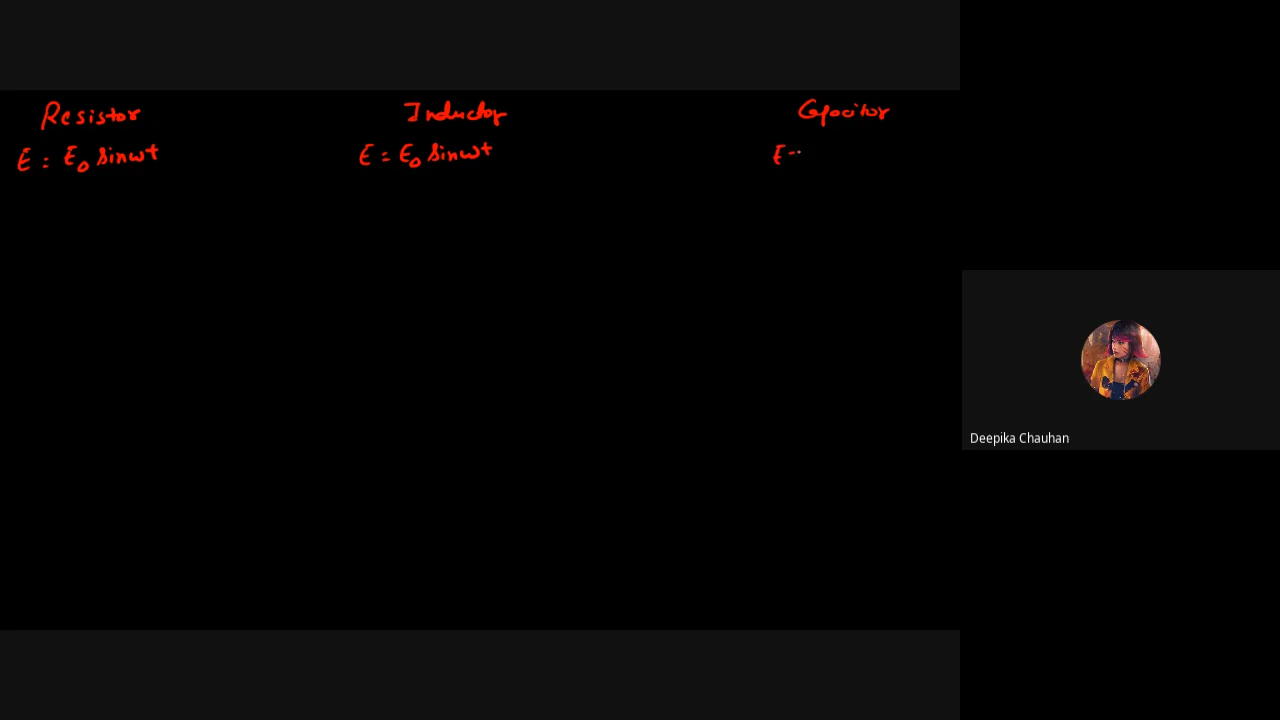 Resistor Inductor Capacitor
E = E₀ sinωt E = E₀ sinωt E
Deepika Chauhan